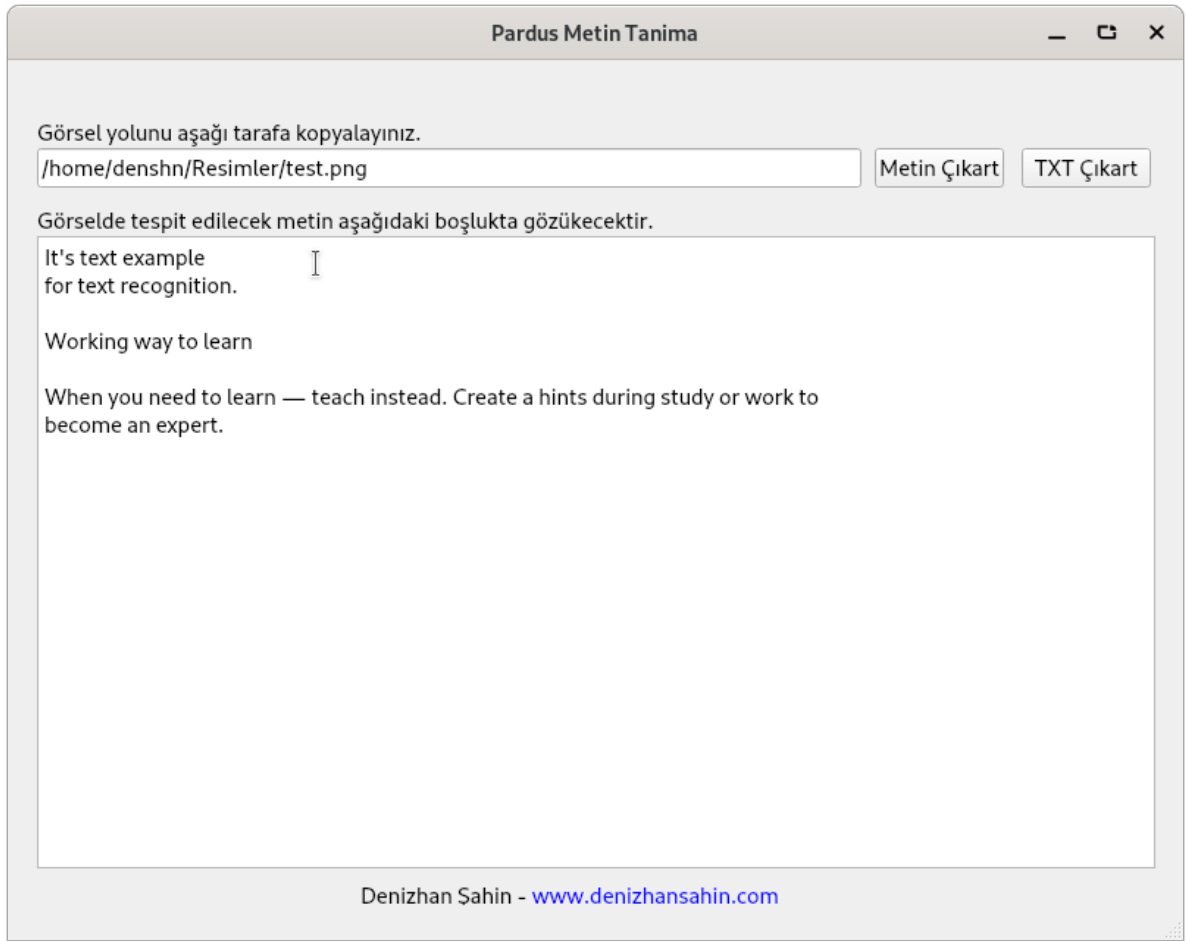 Pardus Metin Tanima
Görsel yolunu aşağı tarafa kopyalayınız.
/home/denshn/Resimler/test.png
Metin Çıkart
TXT Çıkart
Görselde tespit edilecek metin aşağıdaki boşlukta gözükecektir.
It's text example
for text recognition.
Working way to learn
When you need to learn — teach instead. Create a hints during study or work to
become an expert.
Denizhan Şahin - www.denizhansahin.com